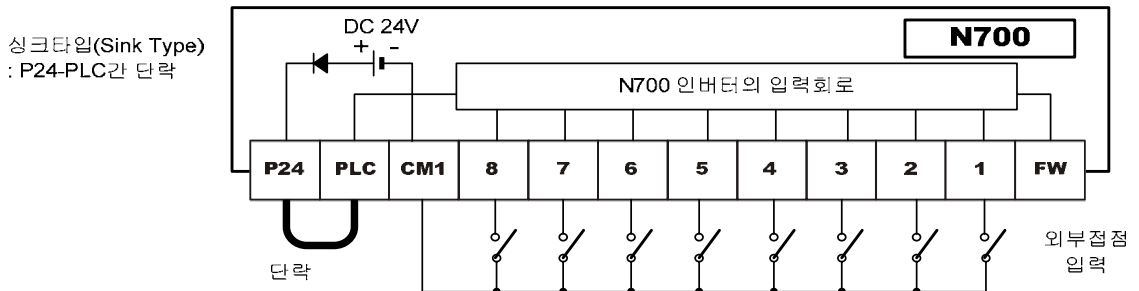 싱크타입(Sink Type)
: P24-PLC간 단락
DC 24V
+ -
N700
N700 인버터의 입력회로
P24 PLC CM1 8 7 6 5 4 3 2 1 FW
단락
외부접점
입력